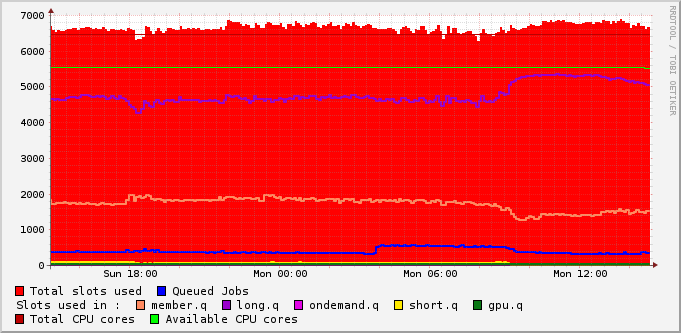 7000
6000
5000
4000
3000
2000
1000
0
Sun 18:00 Mon 00:00 Mon 06:00 Mon 12:00
Total slots used Queued Jobs
Slots used in : member.q long.q ondemand.q short.q gpu.q
Total CPU cores Available CPU cores
RRDTOOL / TOBI OETIKER